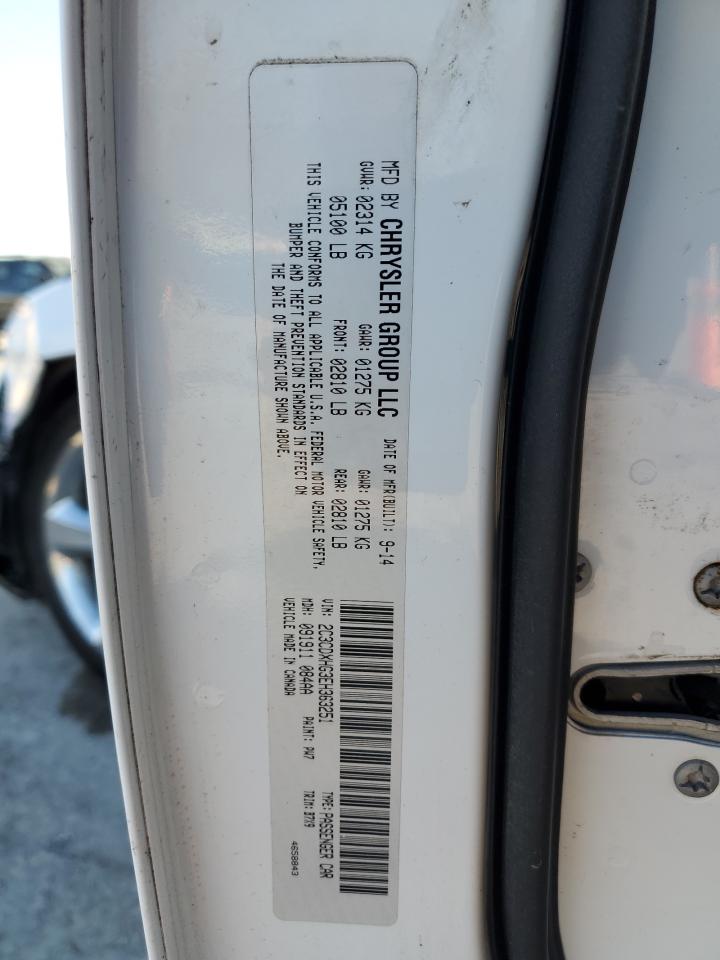 MFD BY CHRYSLER GROUP LLC DATE OF MFR(BUILT): 9-14
GVWR: 02314 KG GAWR: 01275 KG GAWR: 01275 KG
05100 LB FRONT: 02810 LB REAR: 02810 LB
THIS VEHICLE CONFORMS TO ALL APPLICABLE U.S.A. FEDERAL MOTOR VEHICLE SAFETY,
BUMPER AND THEFT PREVENTION STANDARDS IN EFFECT ON
THE DATE OF MANUFACTURE SHOWN ABOVE.
VIN: 2C3CDXHG3EH363251 TYPE: PASSENGER CAR
MDH: 091911 084AA PAINT: PW7 TRIM: B7X9
VEHICLE MADE IN CANADA 4658843